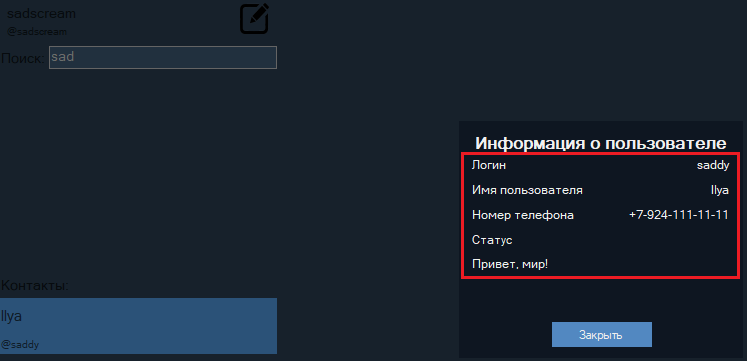 sadscream
@sadscream
Поиск: sad
Информация о пользователе
Логин saddy
Имя пользователя Ilya
Номер телефона +7-924-111-11-11
Статус
Привет, мир!
Контакты:
Ilya
@saddy
Закрыть